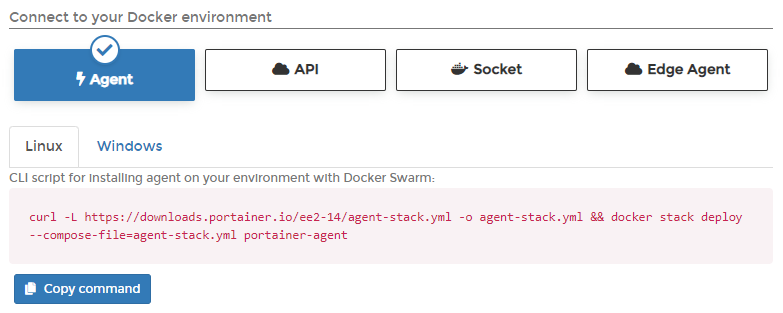 Connect to your Docker environment
Agent
API
Socket
Edge Agent
Linux
Windows
CLI script for installing agent on your environment with Docker Swarm:
curl -L https://downloads.portainer.io/ee2-14/agent-stack.yml -o agent-stack.yml && docker stack deploy
--compose-file=agent-stack.yml portainer-agent
Copy command